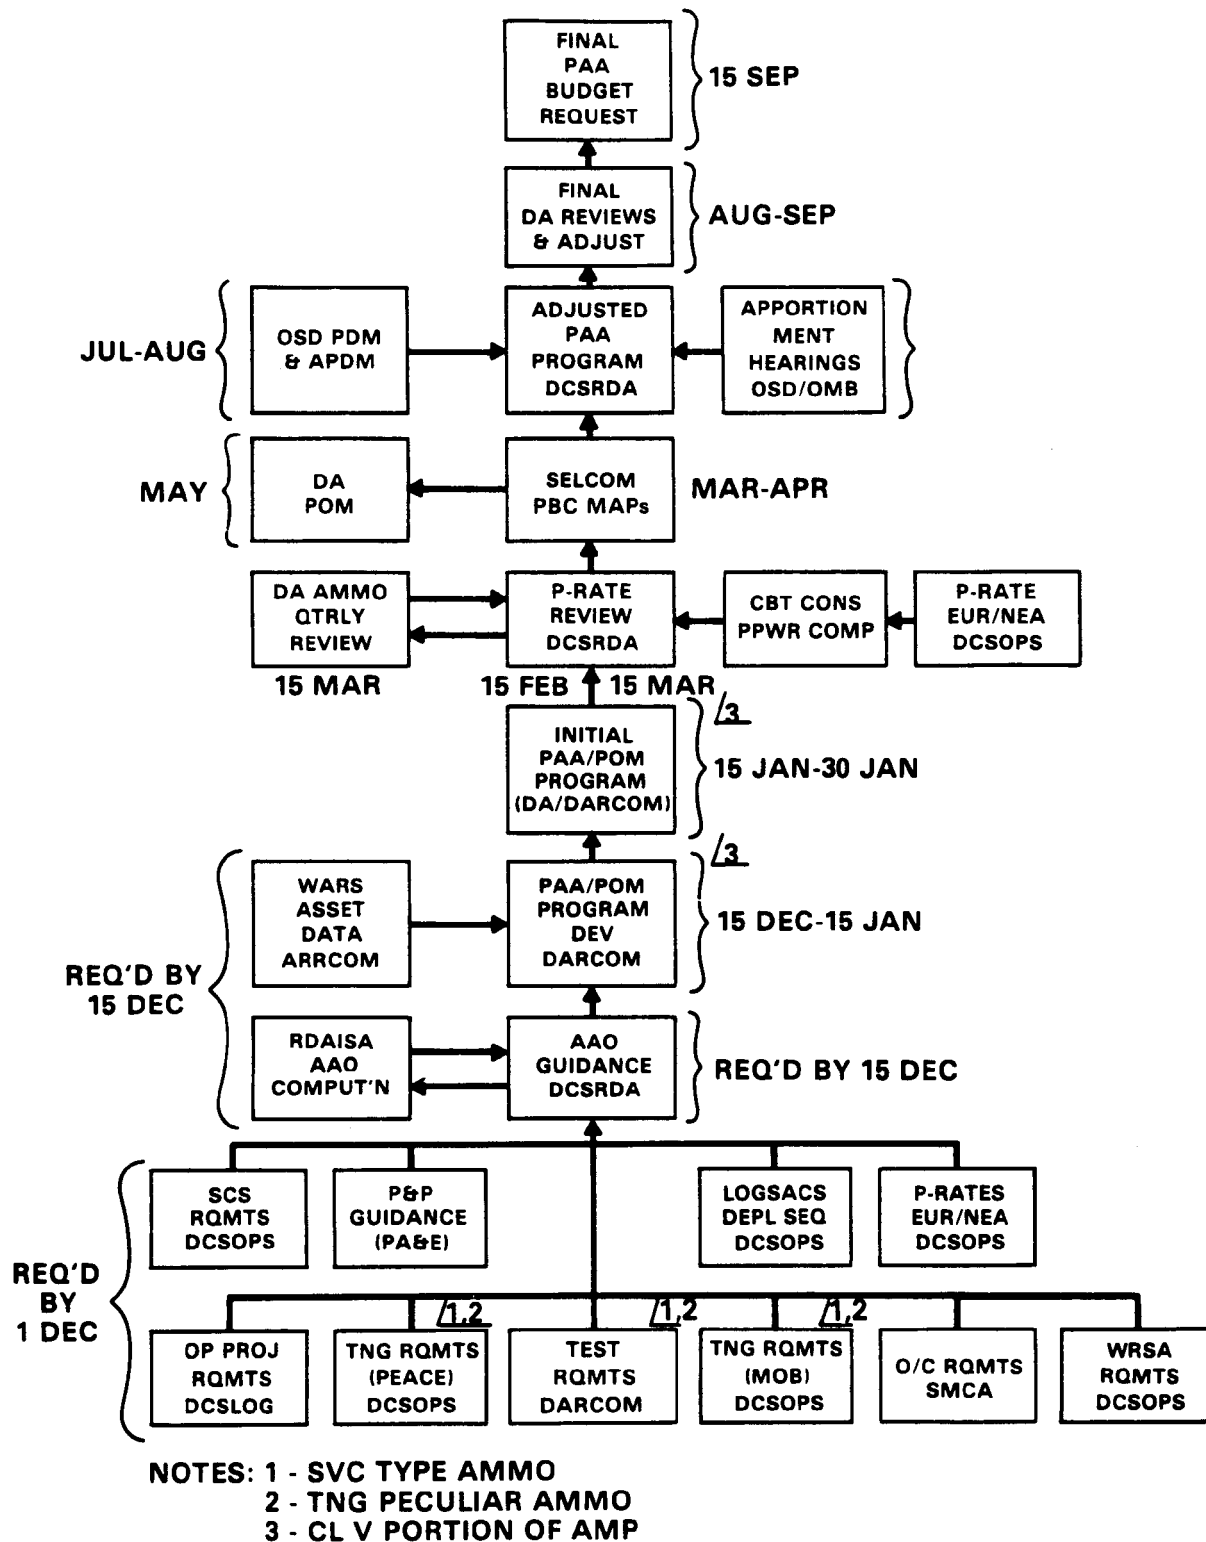 FINAL
PAA
BUDGET
REQUEST
15 SEP
FINAL
DA REVIEWS
& ADJUST
AUG-SEP
JUL-AUG
OSD PDM
& APDM
ADJUSTED
PAA
PROGRAM
DCSRDA
APPORTION
MENT
HEARINGS
OSD/OMB
MAY
DA
POM
SELCOM
PBC MAPs
MAR-APR
DA AMMO
QTRLY
REVIEW
15 MAR
P-RATE
REVIEW
DCSRDA
15 FEB
15 MAR
CBT CONS
PPWR COMP
P-RATE
EUR/NEA
DCSOPS
INITIAL
PAA/POM
PROGRAM
(DA/DARCOM)
/3
15 JAN-30 JAN
REQ'D BY
15 DEC
WARS
ASSET
DATA
ARRCOM
PAA/POM
PROGRAM
DEV
DARCOM
/3
15 DEC-15 JAN
RDAISA
AAO
COMPUT'N
AAO
GUIDANCE
DCSRDA
REQ'D BY 15 DEC
REQ'D
BY
1 DEC
SCS
RQMTS
DCSOPS
P&P
GUIDANCE
(PA&E)
LOGSACS
DEPL SEQ
DCSOPS
P-RATES
EUR/NEA
DCSOPS
OP PROJ
RQMTS
DCSLOG
/1,2
TNG RQMTS
(PEACE)
DCSOPS
/1,2
TEST
RQMTS
DARCOM
/1,2
TNG RQMTS
(MOB)
DCSOPS
O/C RQMTS
SMCA
WRSA
RQMTS
DCSOPS
NOTES: 1 - SVC TYPE AMMO
2 - TNG PECULIAR AMMO
3 - CL V PORTION OF AMP